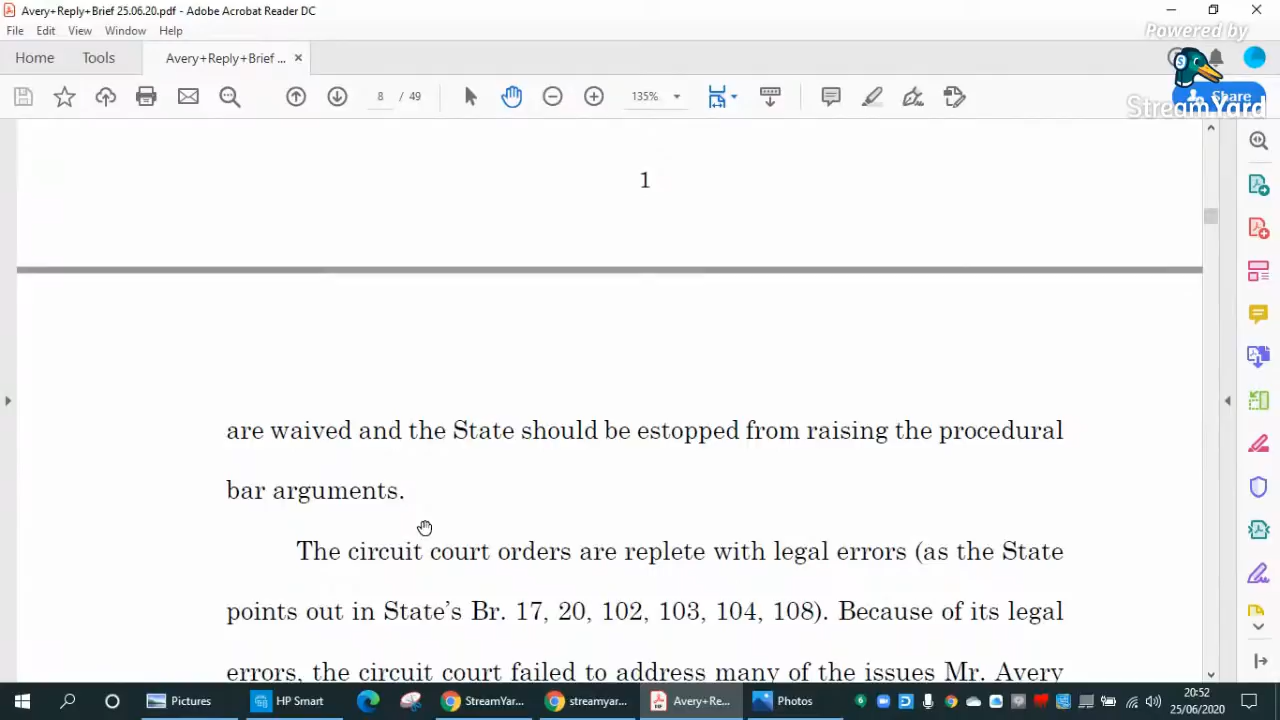 Avery+Reply+Brief 25.06.20.pdf - Adobe Acrobat Reader DC
Powered by
File Edit View Window Help
Home Tools Avery+Reply+Brief ... ×
8 / 49 135% Share
StreamYard
1
are waived and the State should be estopped from raising the procedural
bar arguments.
The circuit court orders are replete with legal errors (as the State
points out in State's Br. 17, 20, 102, 103, 104, 108). Because of its legal
errors, the circuit court failed to address many of the issues Mr. Avery
Pictures HP Smart StreamYar... streamyar... Avery+Re... Photos 20:52
25/06/2020